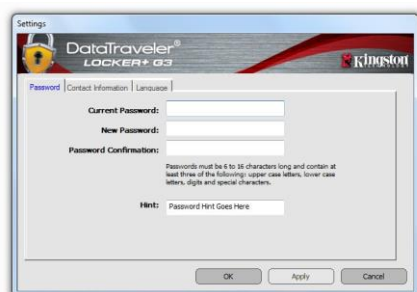 Settings
DataTraveler®
LOCKER+ G3
Kingston
Password Contact Information Language
Current Password:
New Password:
Password Confirmation:
Passwords must be 6 to 16 characters long and contain at
least three of the following: upper case letters, lower case
letters, digits and special characters.
Hint: Password Hint Goes Here
OK Apply Cancel